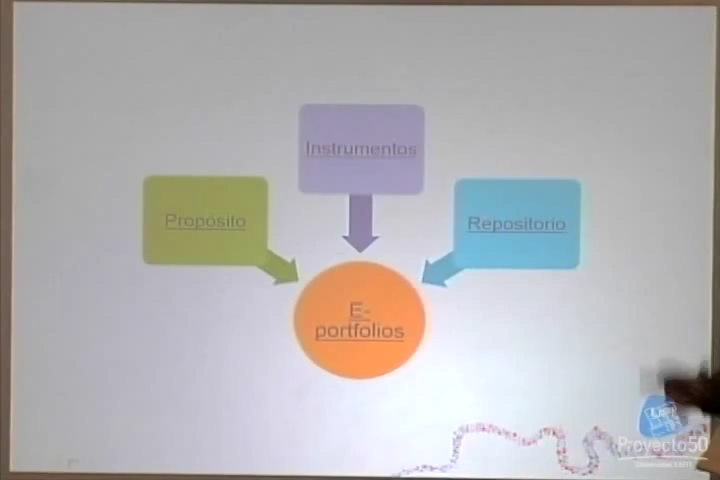 Instrumentos
Propósito
Repositorio
E-
portfolios
Proyecto50